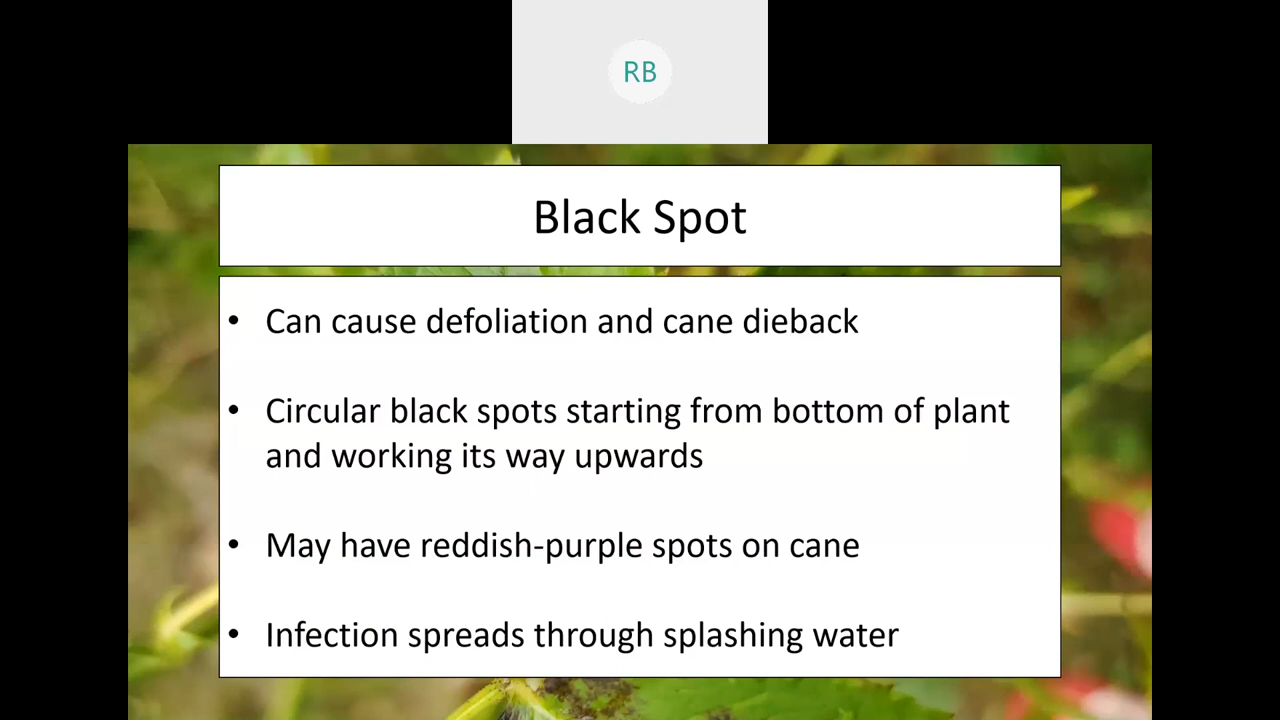 RB
Black Spot
• Can cause defoliation and cane dieback
• Circular black spots starting from bottom of plant
and working its way upwards
• May have reddish-purple spots on cane
• Infection spreads through splashing water